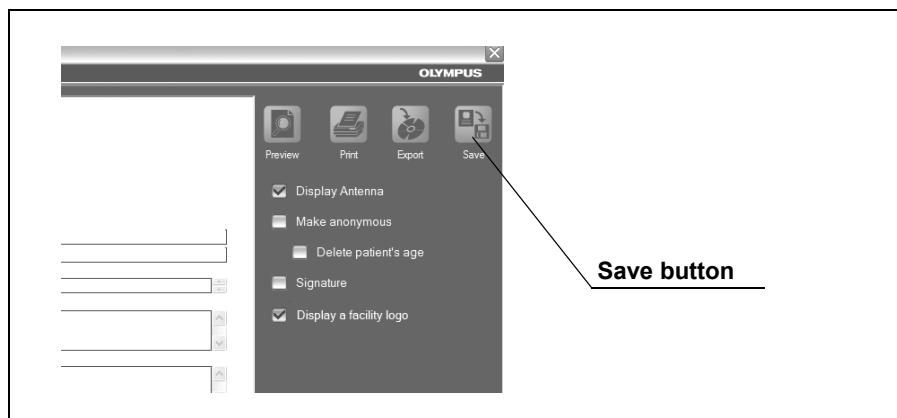 OLYMPUS
Preview Print Export Save
Display Antenna
Make anonymous
Delete patient's age
Signature
Display a facility logo
Save button